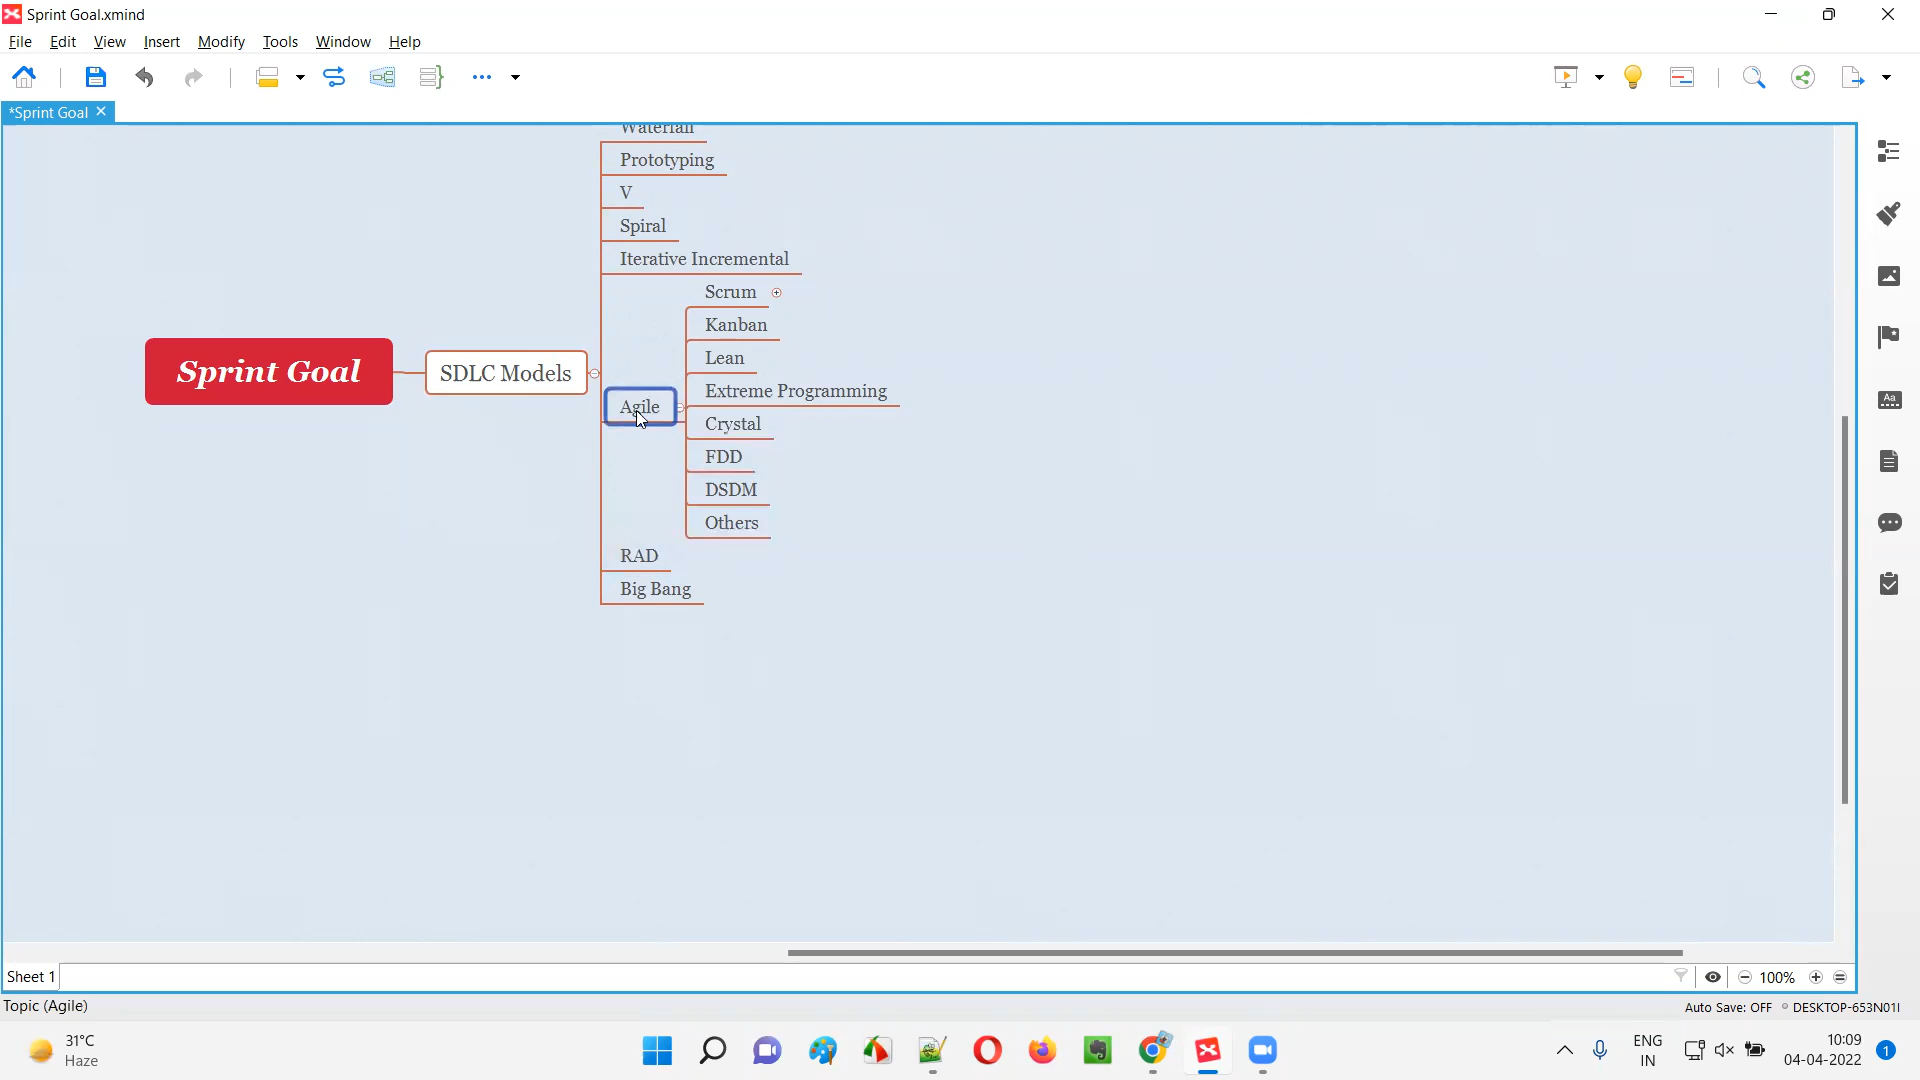 Sprint Goal.xmind
File Edit View Insert Modify Tools Window Help
*Sprint Goal
Waterfall
Prototyping
V
Spiral
Iterative Incremental
Scrum
Kanban
Lean
Extreme Programming
Sprint Goal
SDLC Models
Agile
Crystal
FDD
DSDM
Others
RAD
Big Bang
Aa
Sheet 1
100%
Topic (Agile)
Auto Save: OFF
DESKTOP-653N01I
31°C
Haze
ENG
IN
10:09
04-04-2022
1